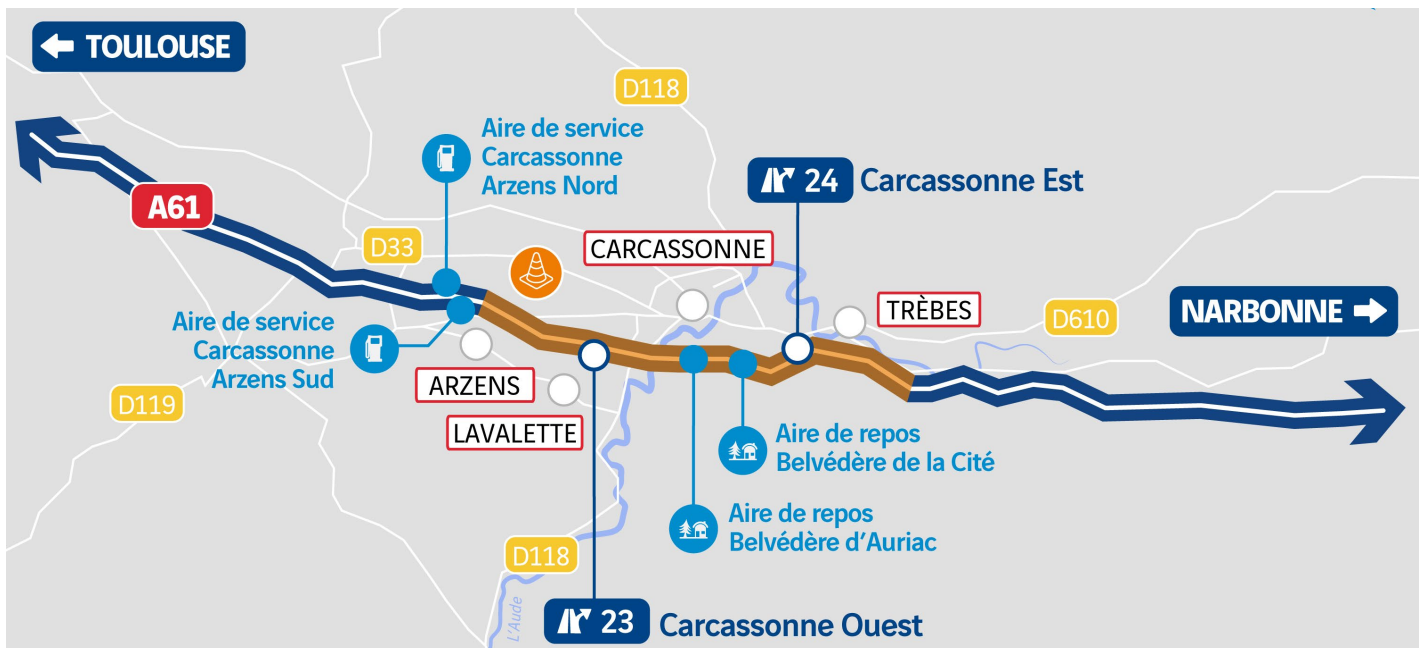 TOULOUSE
D118
Aire de service
Carcassonne
Arzens Nord
24 Carcassonne Est
A61
D33
CARCASSONNE
TRÈBES
NARBONNE
D610
Aire de service
Carcassonne
Arzens Sud
ARZENS
D119
LAVALETTE
Aire de repos
Belvédère de la Cité
Aire de repos
Belvédère d'Auriac
D118
L'Aude
23 Carcassonne Ouest